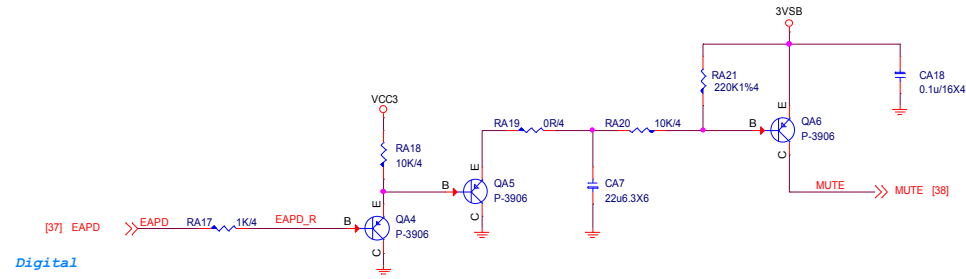 3VSB
RA21
220K1%4
CA18
0.1u/16X4
VCC3
RA19
0R/4
RA20
10K/4
E
B
QA6
P-3906
C
RA18
10K/4
E
B
QA5
P-3906
C
CA7
22u6.3X6
MUTE
MUTE [38]
E
[37] EAPD
EAPD
RA17
1K/4
EAPD_R
B
QA4
P-3906
C
Digital